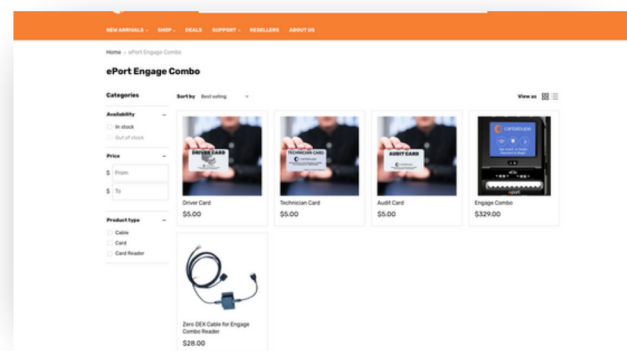 NEW ARRIVALS
SHOP
DEALS
SUPPORT
RESELLERS
ABOUT US
Home
ePort Engage Combo
ePort Engage Combo
Categories
Sort by
Best selling
View as
Availability
In stock
Out of stock
Price
$ From
$ To
Product type
Cable
Card
Card Reader
DRIVER CARD
Driver Card
$5.00
TECHNICIAN CARD
Technician Card
$5.00
AUDIT CARD
Audit Card
$5.00
cantaloupe
Engage Combo
$329.00
Zero DEX Cable for Engage
Combo Reader
$28.00